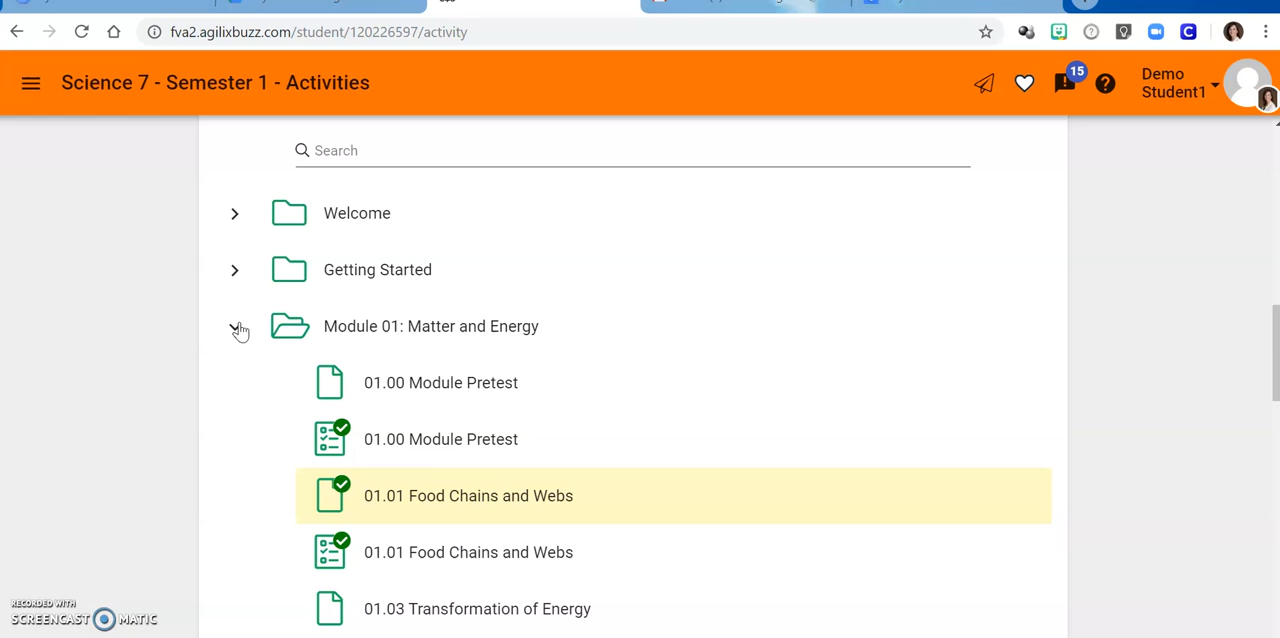 fva2.agilixbuzz.com/student/120226597/activity
Science 7 - Semester 1 - Activities
15
Demo
Student1
Search
Welcome
Getting Started
Module 01: Matter and Energy
01.00 Module Pretest
01.00 Module Pretest
01.01 Food Chains and Webs
01.01 Food Chains and Webs
01.03 Transformation of Energy
RECORDED WITH
SCREENCAST MATIC